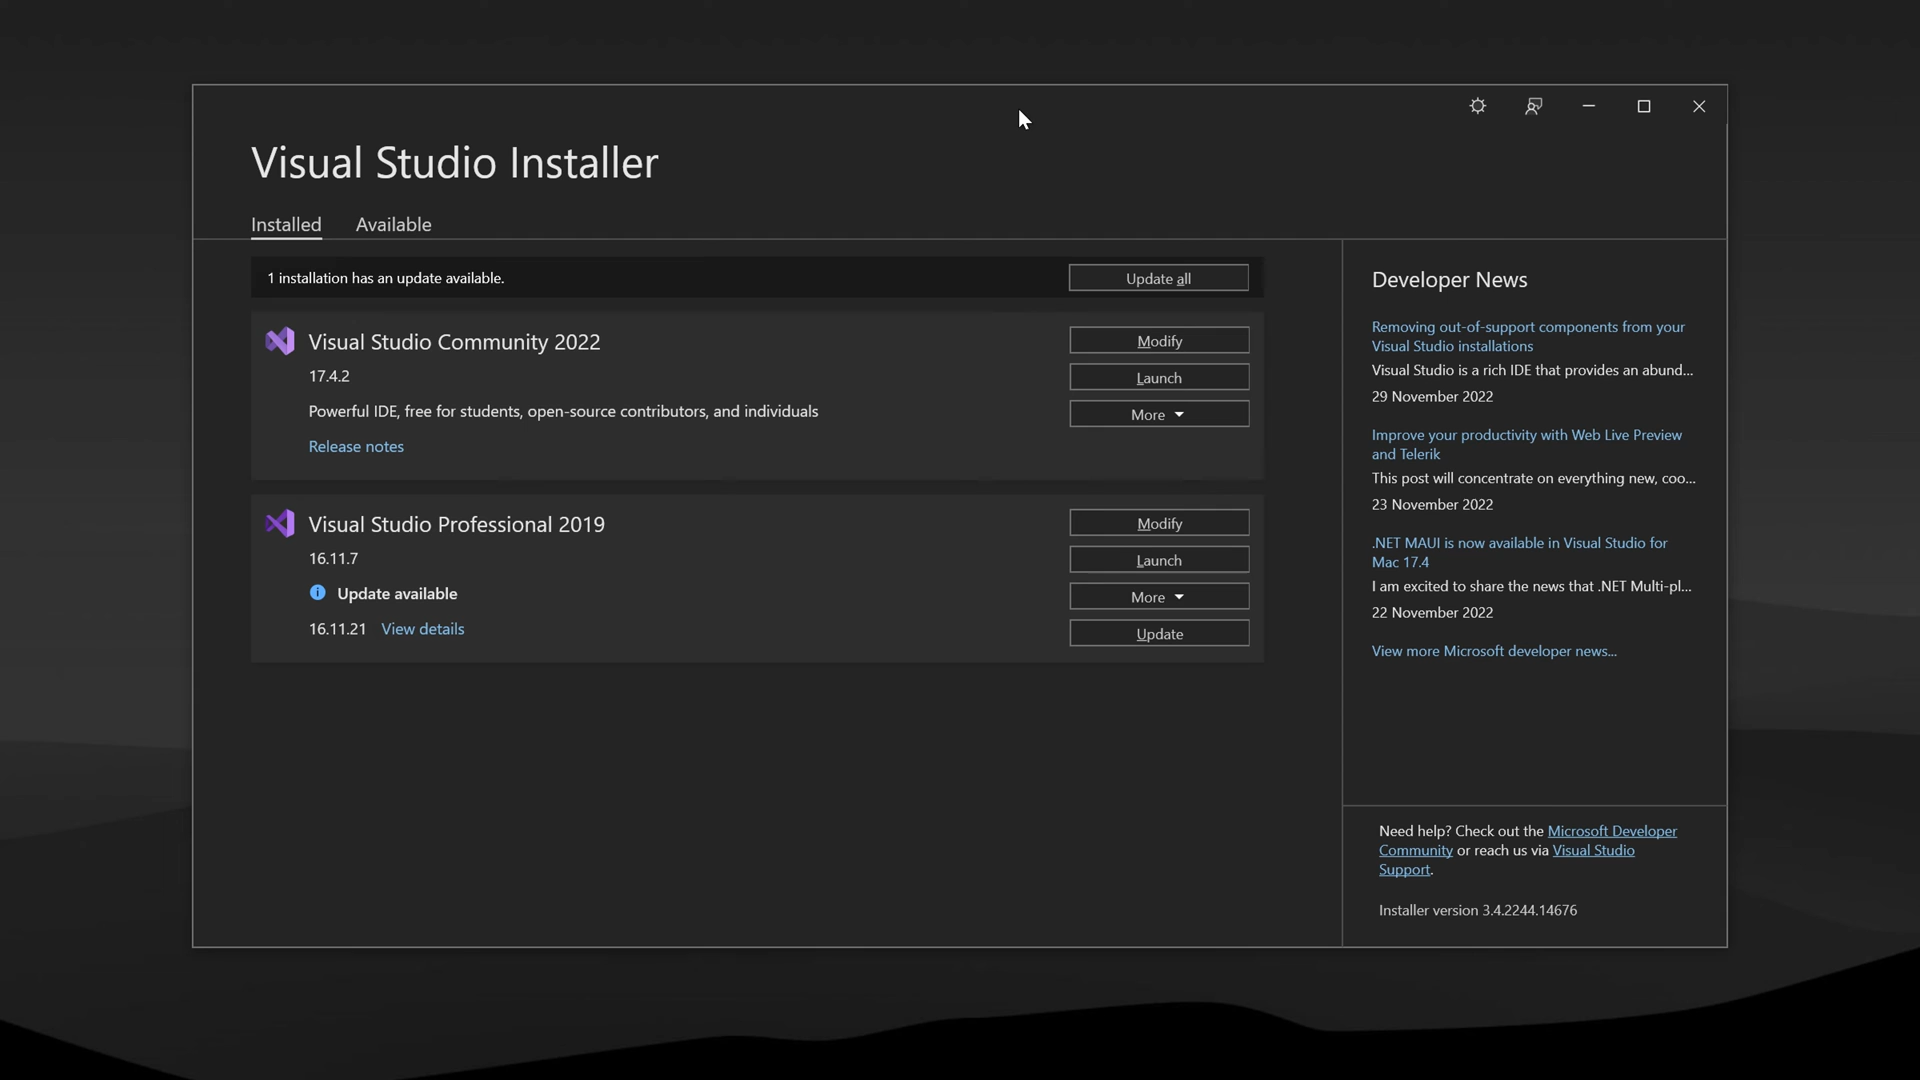 Visual Studio Installer
Installed Available
1 installation has an update available.
Update all
Visual Studio Community 2022
17.4.2
Powerful IDE, free for students, open-source contributors, and individuals
Release notes
Modify
Launch
More
Visual Studio Professional 2019
16.11.7
Update available
16.11.21 View details
Modify
Launch
More
Update
Developer News
Removing out-of-support components from your
Visual Studio installations
Visual Studio is a rich IDE that provides an abund...
29 November 2022
Improve your productivity with Web Live Preview
and Telerik
This post will concentrate on everything new, coo...
23 November 2022
.NET MAUI is now available in Visual Studio for
Mac 17.4
I am excited to share the news that .NET Multi-pl...
22 November 2022
View more Microsoft developer news...
Need help? Check out the Microsoft Developer
Community or reach us via Visual Studio
Support.
Installer version 3.4.2244.14676